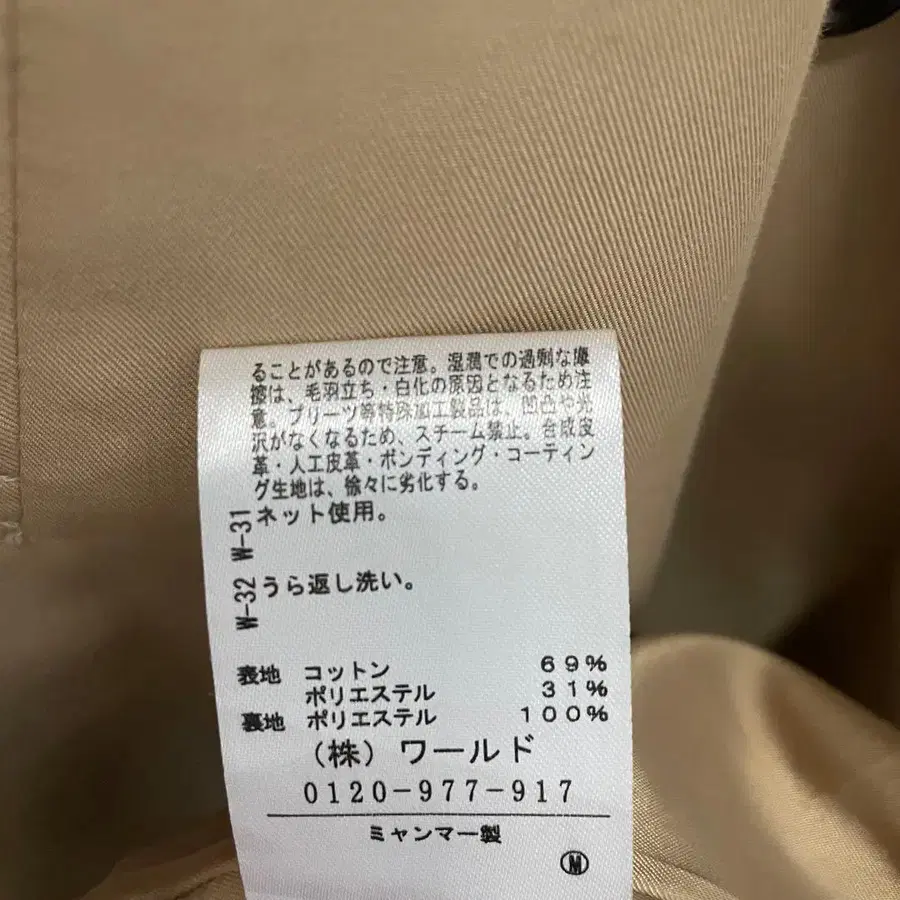 ることがあるので注意。湿潤での過剰な摩
擦は、毛羽立ち・白化の原因となるため注
意。プリーツ等特殊加工製品は、凹凸や光
沢がなくなるため、スチーム禁止。合成皮
革・人工皮革・ボンディング・コーティン
グ生地は、徐々に劣化する。
W-31 ネット使用。
W-32 うら返し洗い。
表地 コットン 69%
ポリエステル 31%
裏地 ポリエステル 100%
(株)ワールド
0120-977-917
ミャンマー製
Ⓜ